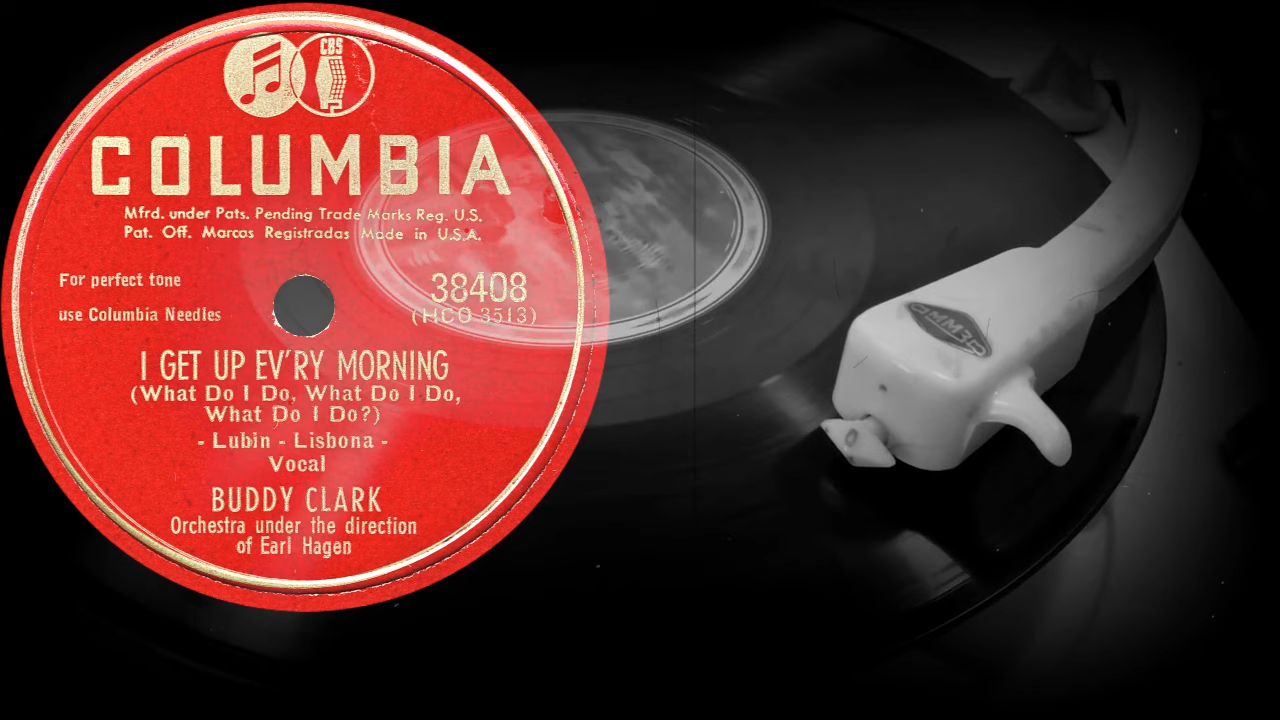 CBS
COLUMBIA
Mfrd. under Pats. Pending Trade Marks Reg. U.S.
Pat. Off. Marcas Registradas Made in U.S.A.
For perfect tone
use Columbia Needles
38408
(HCO 3513)
I GET UP EV'RY MORNING
(What Do I Do, What Do I Do,
What Do I Do?)
- Lubin - Lisbona -
Vocal
BUDDY CLARK
Orchestra under the direction
of Earl Hagen